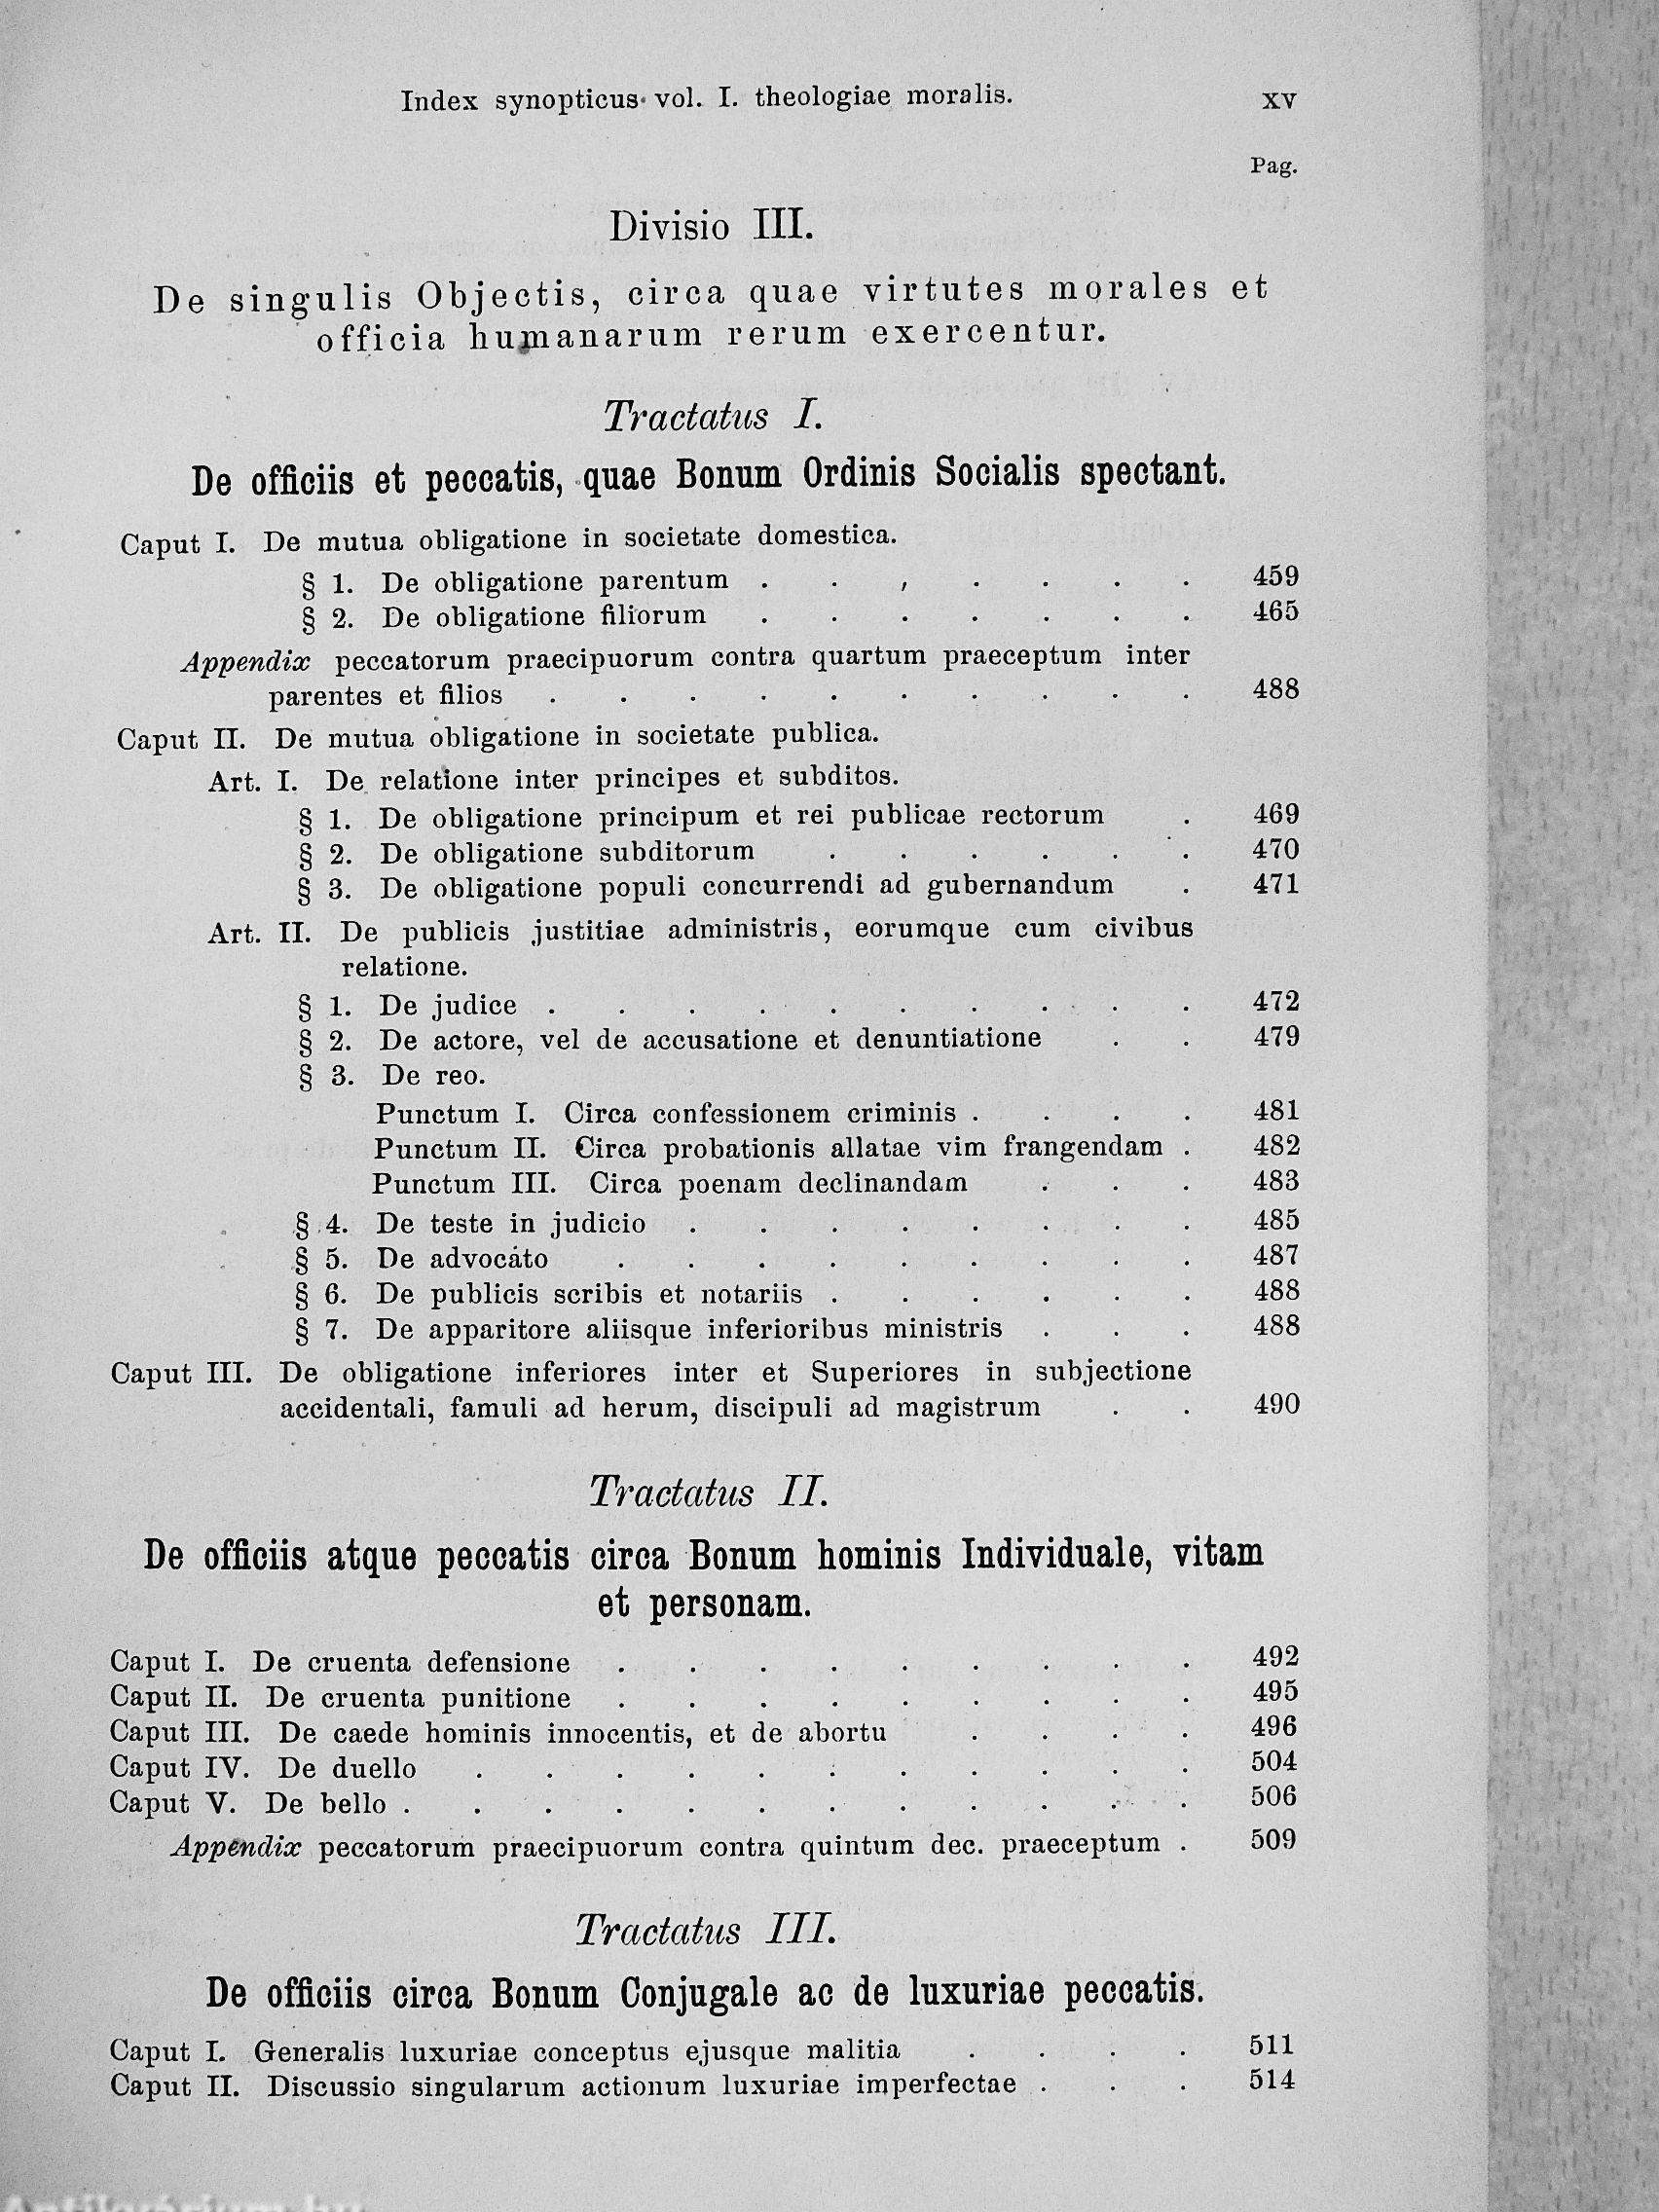 Index synopticus vol. I. theologiae moralis. XV
Pag.
Divisio III.
De singulis Objectis, circa quae virtutes morales et
officia humanarum rerum exercentur.
Tractatus I.
De officiis et peccatis, quae Bonum Ordinis Socialis spectant.
Caput I. De mutua obligatione in societate domestica.
§ 1. De obligatione parentum . . , . . . . 459
§ 2. De obligatione filiorum . . . . . . . 465
Appendix peccatorum praecipuorum contra quartum praeceptum inter
parentes et filios . . . . . . . . . . 488
Caput II. De mutua obligatione in societate publica.
Art. I. De relatione inter principes et subditos.
§ 1. De obligatione principum et rei publicae rectorum . 469
§ 2. De obligatione subditorum . . . . . . 470
§ 3. De obligatione populi concurrendi ad gubernandum . 471
Art. II. De publicis justitiae administris, eorumque cum civibus
relatione.
§ 1. De judice . . . . . . . . . . 472
§ 2. De actore, vel de accusatione et denuntiatione . . 479
§ 3. De reo.
Punctum I. Circa confessionem criminis . . . . 481
Punctum II. Circa probationis allatae vim frangendam . 482
Punctum III. Circa poenam declinandam . . . 483
§ 4. De teste in judicio . . . . . . . . 485
§ 5. De advocato . . . . . . . . . 487
§ 6. De publicis scribis et notariis . . . . . . 488
§ 7. De apparitore aliisque inferioribus ministris . . . 488
Caput III. De obligatione inferiores inter et Superiores in subjectione
accidentali, famuli ad herum, discipuli ad magistrum . . 490
Tractatus II.
De officiis atque peccatis circa Bonum hominis Individuale, vitam
et personam.
Caput I. De cruenta defensione . . . . . . . . . 492
Caput II. De cruenta punitione . . . . . . . . . 495
Caput III. De caede hominis innocentis, et de abortu . . . . 496
Caput IV. De duello . . . . . . . . . . . 504
Caput V. De bello . . . . . . . . . . . . 506
Appendix peccatorum praecipuorum contra quintum dec. praeceptum . 509
Tractatus III.
De officiis circa Bonum Conjugale ac de luxuriae peccatis.
Caput I. Generalis luxuriae conceptus ejusque malitia . . . . 511
Caput II. Discussio singularum actionum luxuriae imperfectae . . . 514